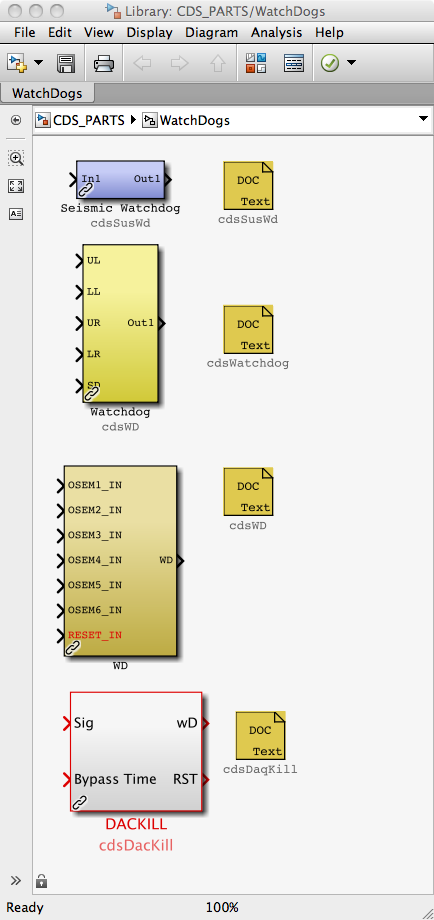 Library: CDS_PARTS/WatchDogs
File Edit View Display Diagram Analysis Help
WatchDogs
CDS_PARTS WatchDogs
In1 Out1
Seismic Watchdog
cdsSusWd
DOC
Text
cdsSusWd
UL
LL
UR Out1
LR
SD
Watchdog
cdsWD
DOC
Text
cdsWatchdog
OSEM1_IN
OSEM2_IN
OSEM3_IN
OSEM4_IN WD
OSEM5_IN
OSEM6_IN
RESET_IN
WD
DOC
Text
cdsWD
Sig wD
Bypass Time RST
DACKILL
cdsDacKill
DOC
Text
cdsDaqKill
Ready 100%